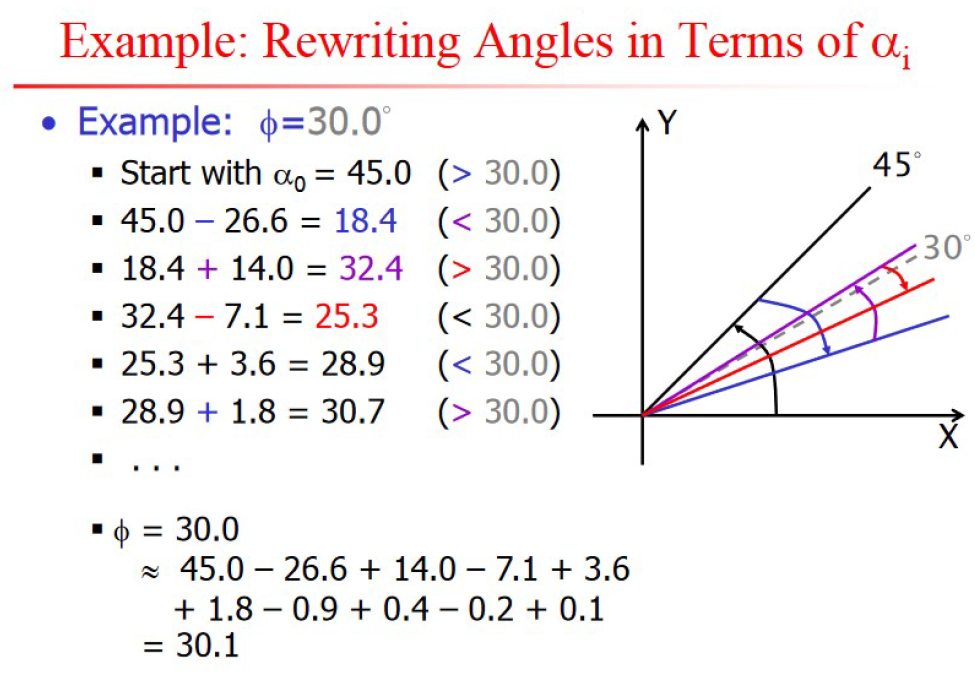 Example: Rewriting Angles in Terms of αᵢ
• Example: ϕ=30.0°
▪ Start with α₀ = 45.0 (> 30.0)
▪ 45.0 – 26.6 = 18.4 (< 30.0)
▪ 18.4 + 14.0 = 32.4 (> 30.0)
▪ 32.4 – 7.1 = 25.3 (< 30.0)
▪ 25.3 + 3.6 = 28.9 (< 30.0)
▪ 28.9 + 1.8 = 30.7 (> 30.0)
▪ . . .
▪ ϕ = 30.0
≈ 45.0 – 26.6 + 14.0 – 7.1 + 3.6
+ 1.8 – 0.9 + 0.4 – 0.2 + 0.1
= 30.1
Y
45°
30°
X